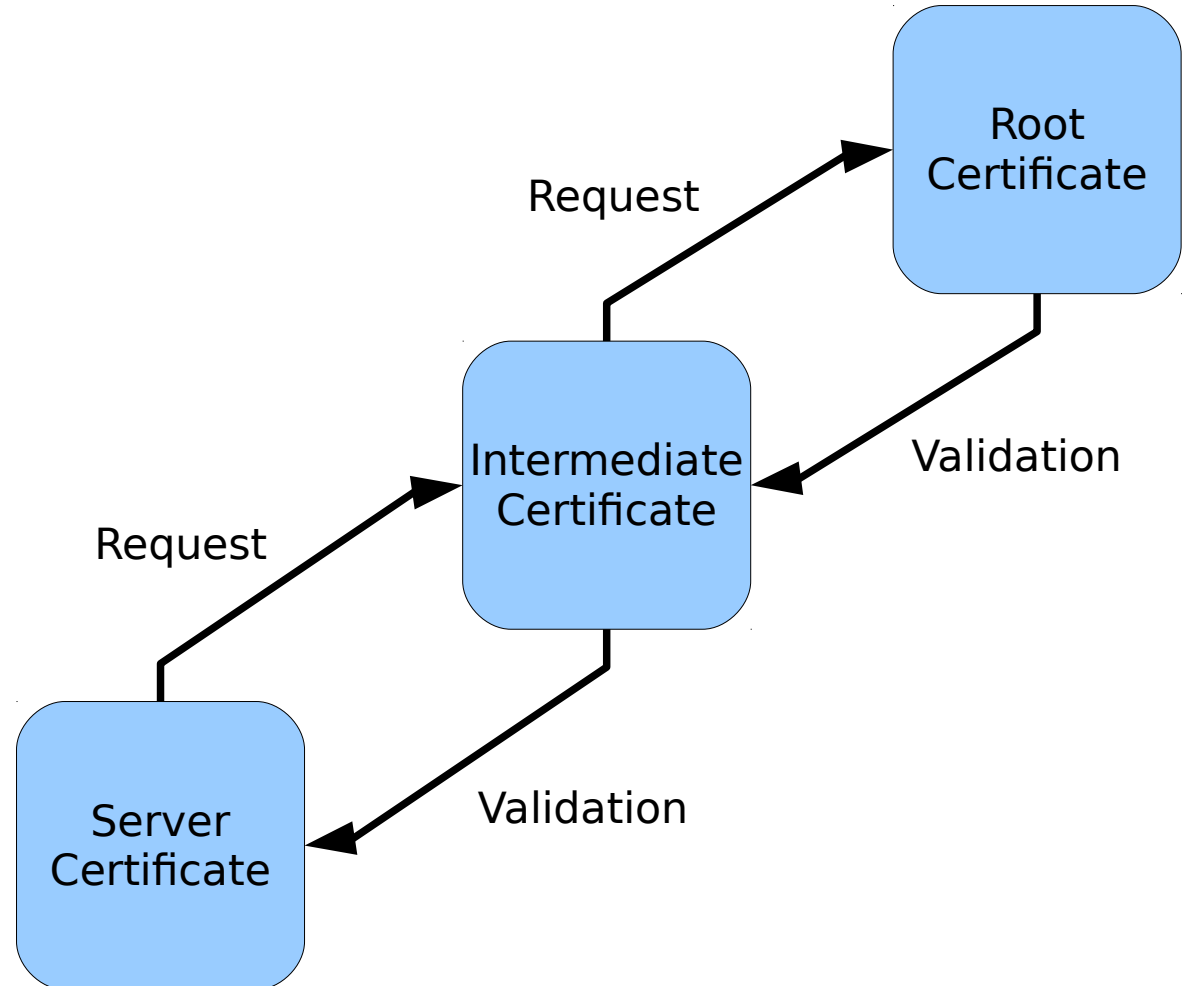 Root
Certificate
Request
Intermediate
Certificate
Validation
Request
Validation
Server
Certificate